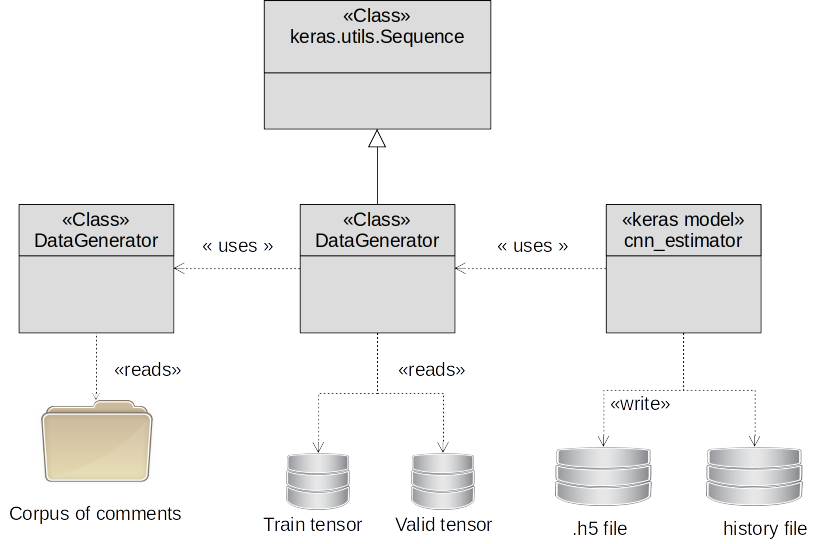 «Class»
keras.utils.Sequence
«Class»
DataGenerator
« uses »
«Class»
DataGenerator
« uses »
«keras model»
cnn_estimator
«reads»
«reads»
«write»
Corpus of comments
Train tensor
Valid tensor
.h5 file
history file